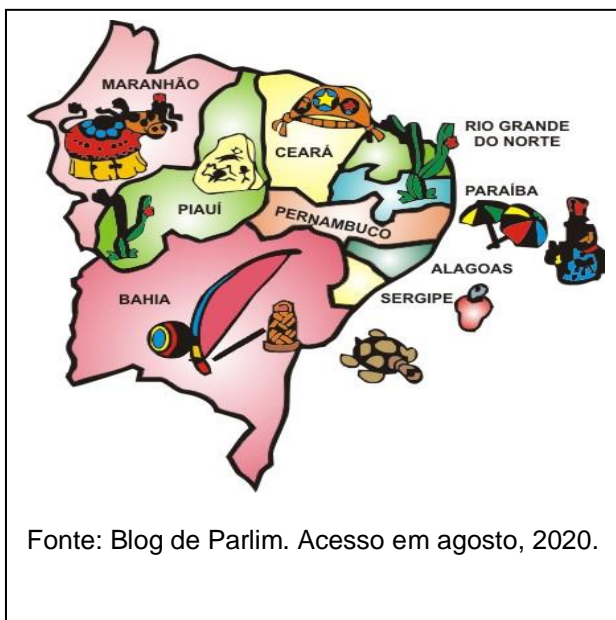 MARANHÃO
CEARÁ
RIO GRANDE
DO NORTE
PARAÍBA
PIAUÍ
PERNAMBUCO
ALAGOAS
SERGIPE
BAHIA
Fonte: Blog de Parlim. Acesso em agosto, 2020.